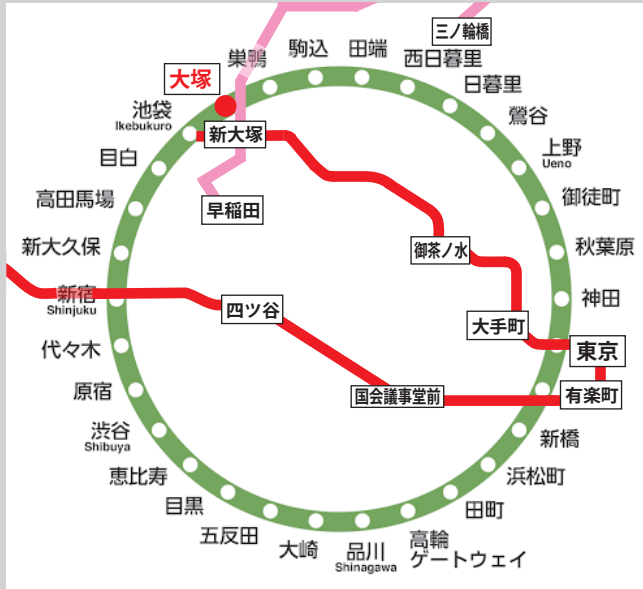 三ノ輪橋
巣鴨
駒込
田端
西日暮里
日暮里
大塚
池袋
Ikebukuro
新大塚
鶯谷
目白
上野
Ueno
高田馬場
早稲田
御徒町
新大久保
御茶ノ水
秋葉原
新宿
Shinjuku
四ツ谷
神田
大手町
代々木
東京
原宿
国会議事堂前
有楽町
渋谷
Shibuya
新橋
恵比寿
浜松町
目黒
田町
五反田
大崎
品川
Shinagawa
高輪
ゲートウェイ